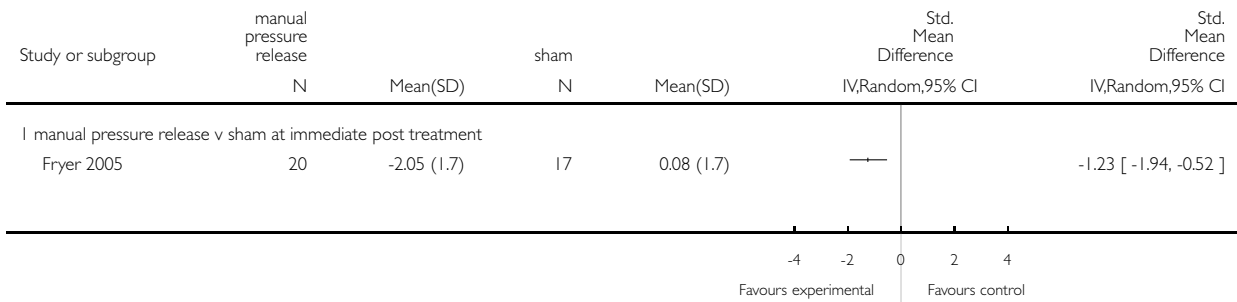 Study or subgroup
manual
pressure
release
sham
Std.
Mean
Difference
Std.
Mean
Difference
N Mean(SD) N Mean(SD) IV,Random,95% CI IV,Random,95% CI
1 manual pressure release v sham at immediate post treatment
Fryer 2005 20 -2.05 (1.7) 17 0.08 (1.7) -1.23 [ -1.94, -0.52 ]
-4 -2 0 2 4
Favours experimental Favours control